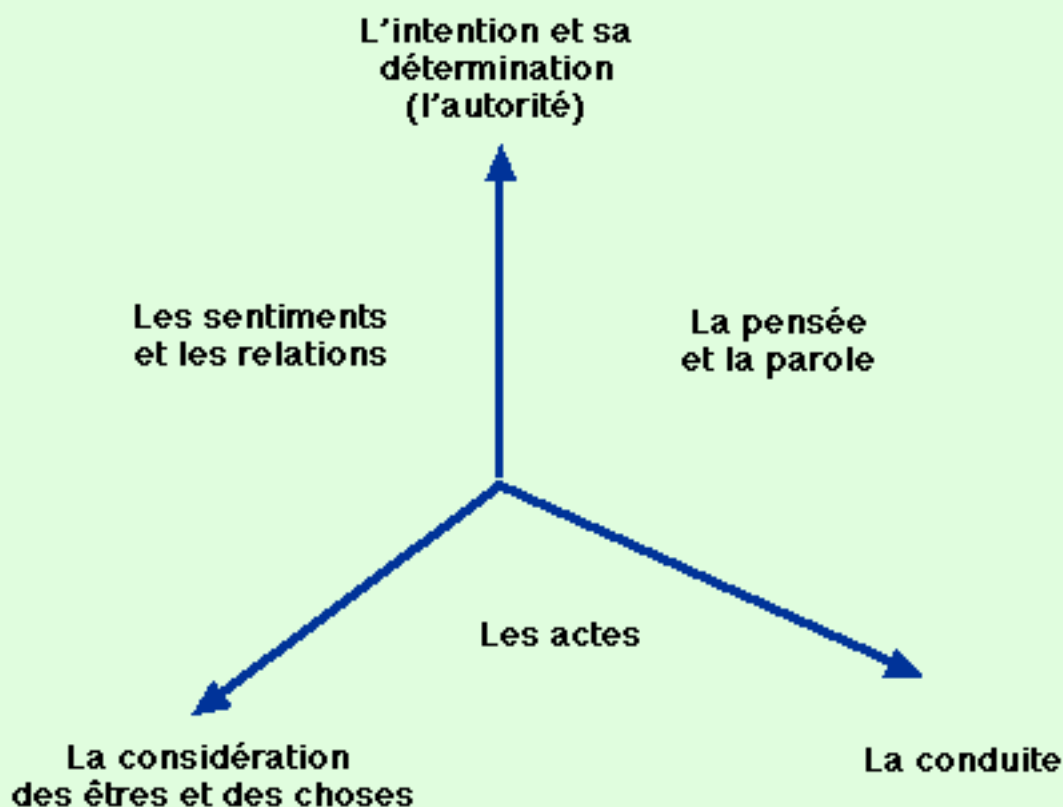 L'intention et sa
détermination
(l'autorité)
Les sentiments
et les relations
La pensée
et la parole
Les actes
La considération
des êtres et des choses
La conduite